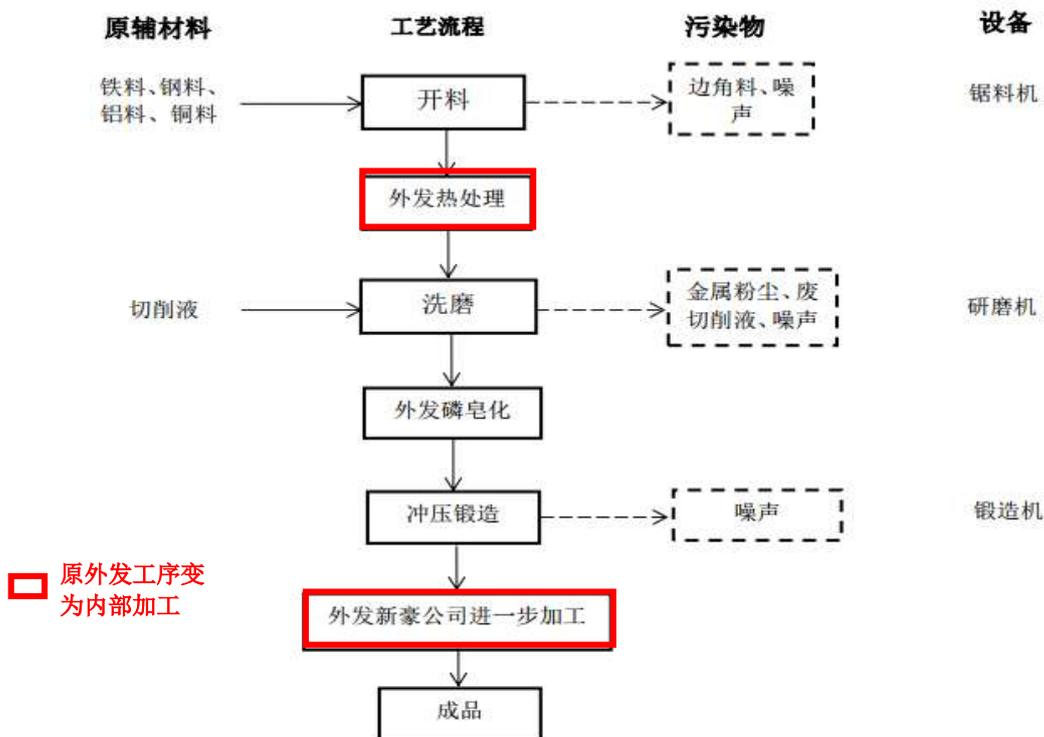 原辅材料 工艺流程 污染物 设备
铁料、钢料、
铝料、铜料
开料
边角料、噪
声
锯料机
外发热处理
切削液
洗磨
金属粉尘、废
切削液、噪声
研磨机
外发磷皂化
冲压锻造
噪声
锻造机
原外发工序变
为内部加工
外发新豪公司进一步加工
成品